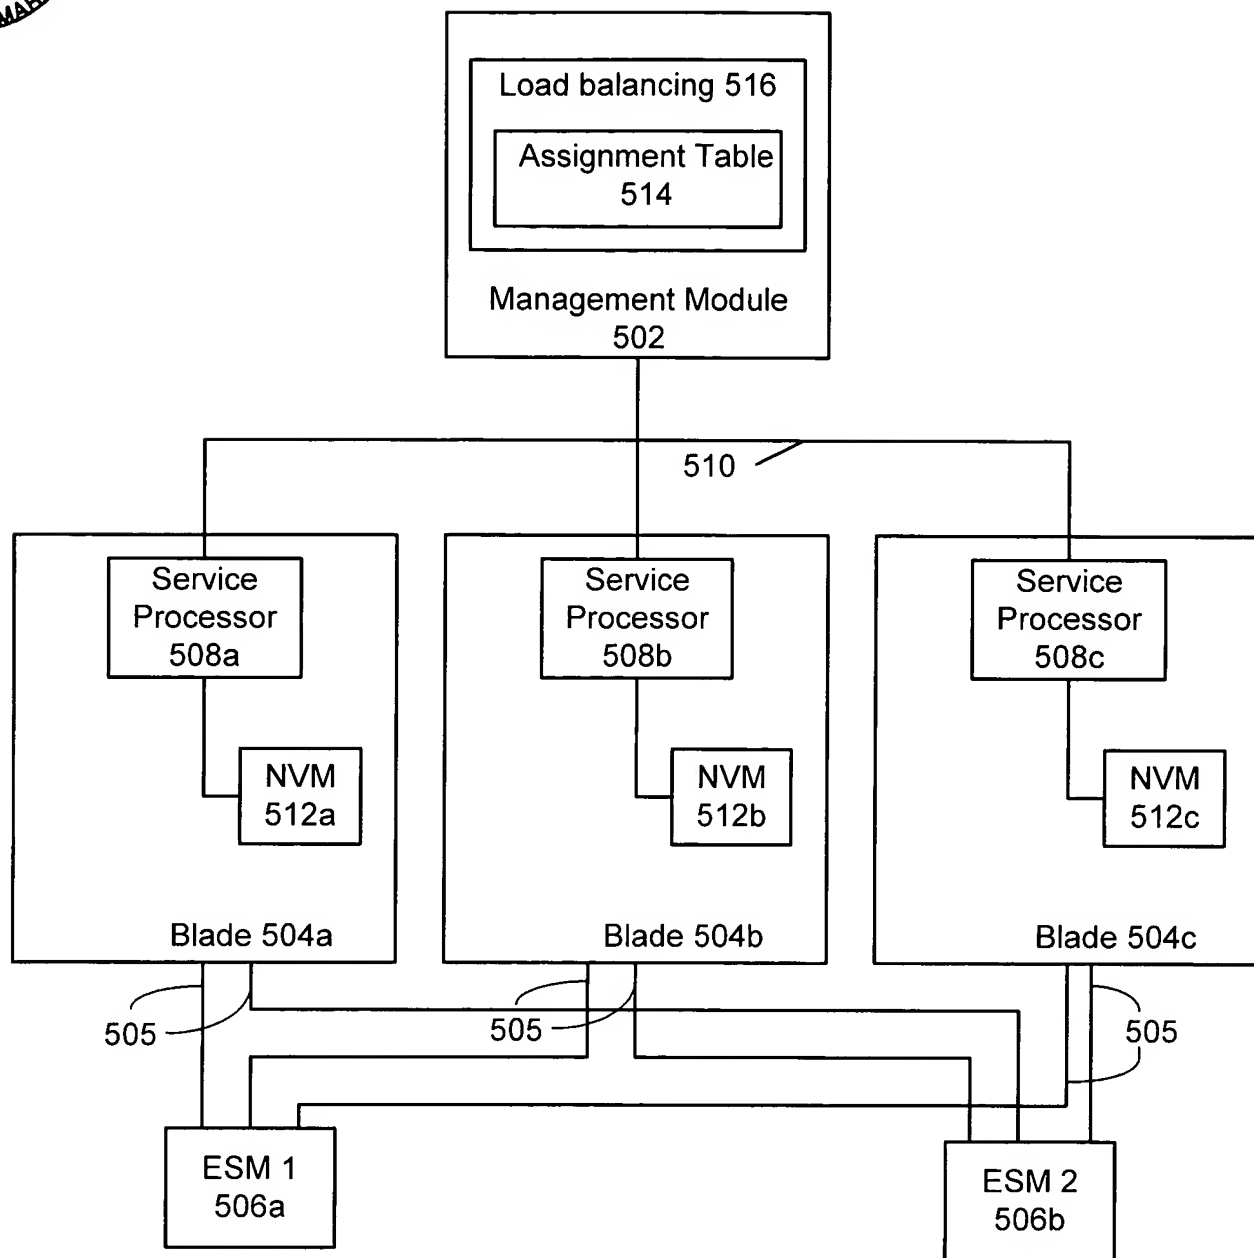 Load balancing 516
Assignment Table
514
Management Module
502
510
Service
Processor
508a
Service
Processor
508b
Service
Processor
508c
NVM
512a
NVM
512b
NVM
512c
Blade 504a
Blade 504b
Blade 504c
505
505
505
ESM 1
506a
ESM 2
506b